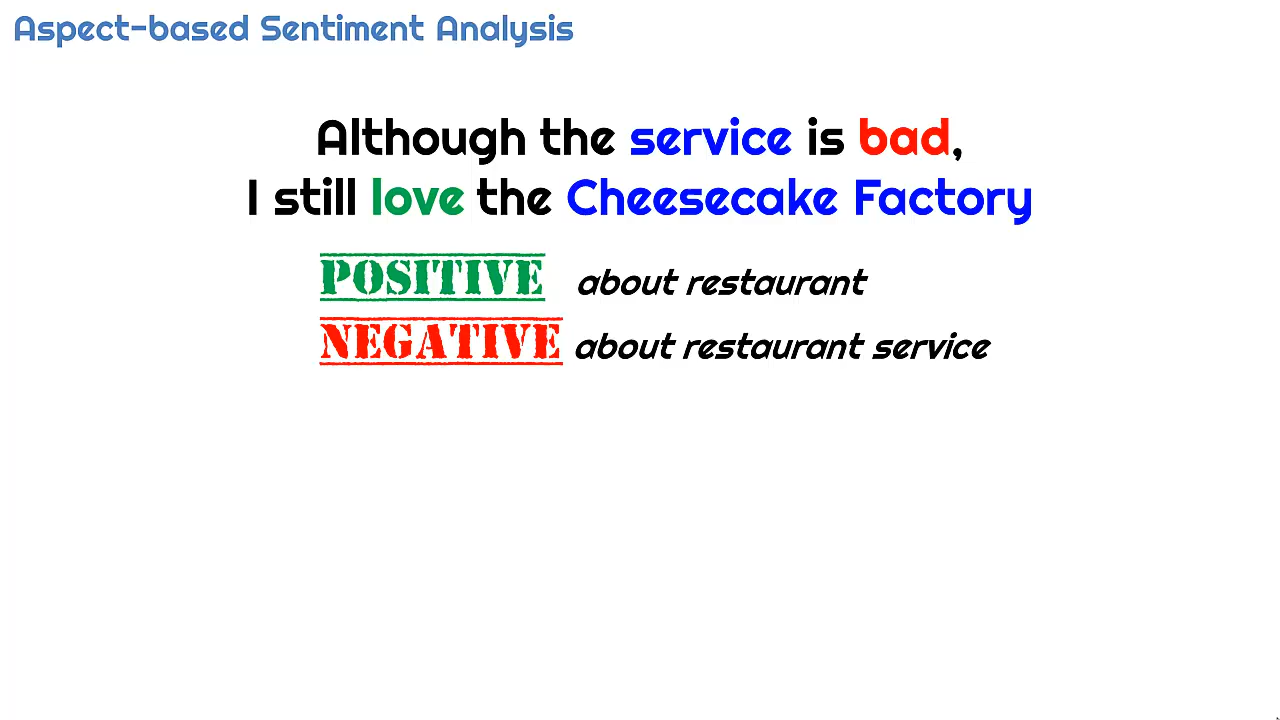 Aspect-based Sentiment Analysis
Although the service is bad,
I still love the Cheesecake Factory
POSITIVE about restaurant
NEGATIVE about restaurant service